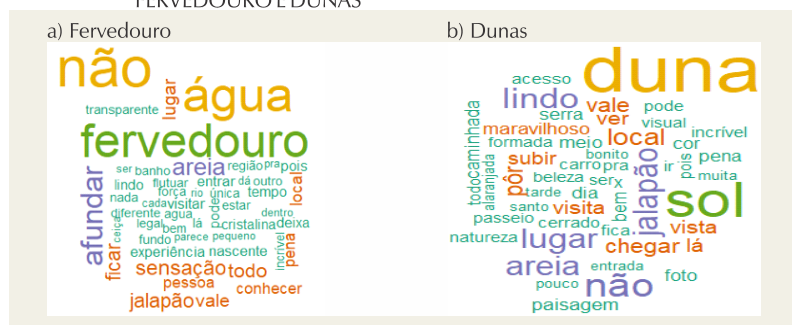 FERVEDOURO E DUNAS
a) Fervedouro
b) Dunas
não
transparente lugar água
fervedouro
ser banho areia região pra pois
lindo flutuar entrar dá outro
afundar força no única tempo local
nada cada visitar pode estar
diferente agua dentro
legal bem lá cristalina deixa
ceiça fundo parece pequeno incrível pena
ficar experiência nascente
sensação todo
pessoa conhecer
jalapão vale
acesso duna
lindo vale pode
serra ver visual
todo caminhada maravilhoso local incrível
formada meio cor
alaranjada subir bonito jalapão pois pena
pôr carro pra ir
beleza ser x muita
tarde dia sol
santo visita bem
passeio cerrado vista
natureza lugar fica
chegar lá
areia entrada foto
pouco não
paisagem